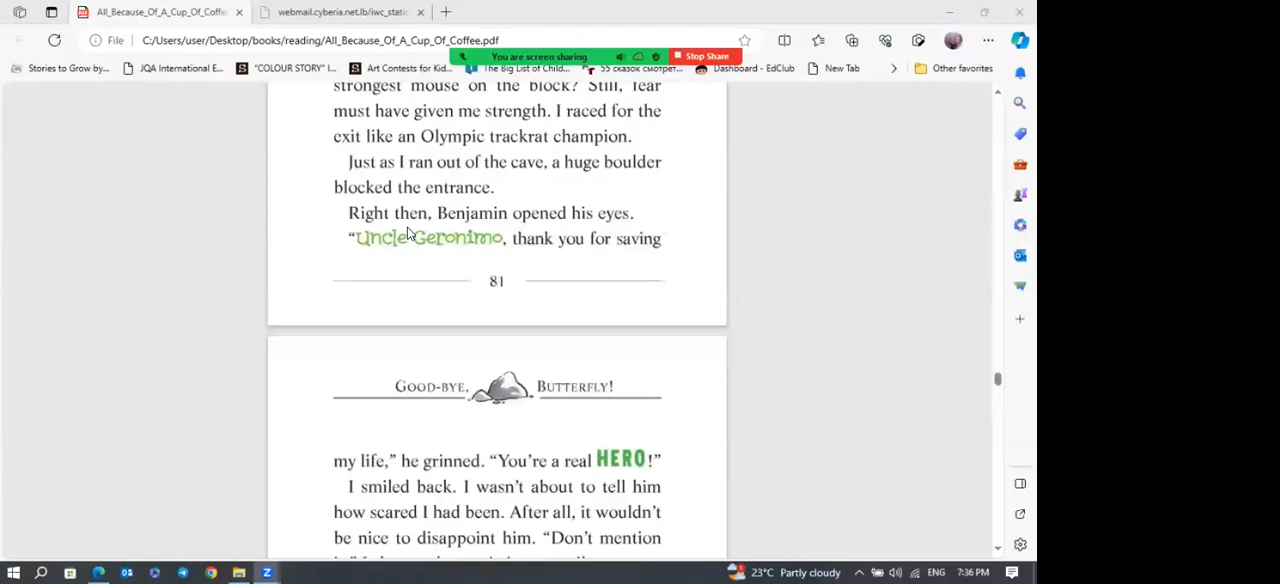 All_Because_Of_A_Cup_Of_Coffe
webmail.cyberia.net.lb/iwc_stati
File
C:/Users/user/Desktop/books/reading/All_Because_Of_A_Cup_Of_Coffee.pdf
You are screen sharing
Stop Share
Stories to Grow by...
JQA International E...
"COLOUR STORY" I...
Art Contests for Kid...
The Big List of Child...
55 сказок смотрет...
Dashboard - EdClub
New Tab
Other favorites
strongest mouse on the block? Still, fear
must have given me strength. I raced for the
exit like an Olympic trackrat champion.
Just as I ran out of the cave, a huge boulder
blocked the entrance.
Right then, Benjamin opened his eyes.
"Uncle Geronimo, thank you for saving
81
GOOD-BYE, BUTTERFLY!
my life," he grinned. "You're a real HERO!"
I smiled back. I wasn't about to tell him
how scared I had been. After all, it wouldn't
be nice to disappoint him. "Don't mention
23°C Partly cloudy
ENG
7:36 PM